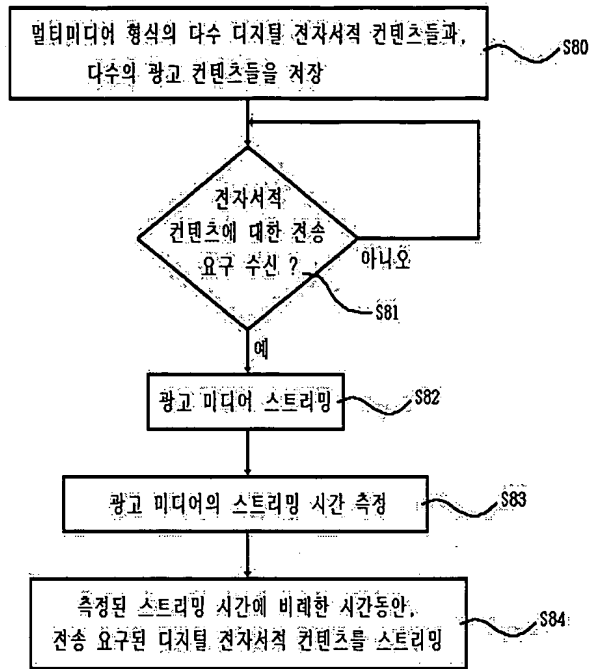 멀티미디어 형식의 다수 디지털 전자서적 컨텐츠들과,
다수의 광고 컨텐츠들을 저장
S80
전자서적
컨텐츠에 대한 전송
요구 수신 ?
아니오
S81
예
광고 미디어 스트리밍
S82
광고 미디어의 스트리밍 시간 측정
S83
측정된 스트리밍 시간에 비례한 시간동안,
전송 요구된 디지털 전자서적 컨텐츠를 스트리밍
S84